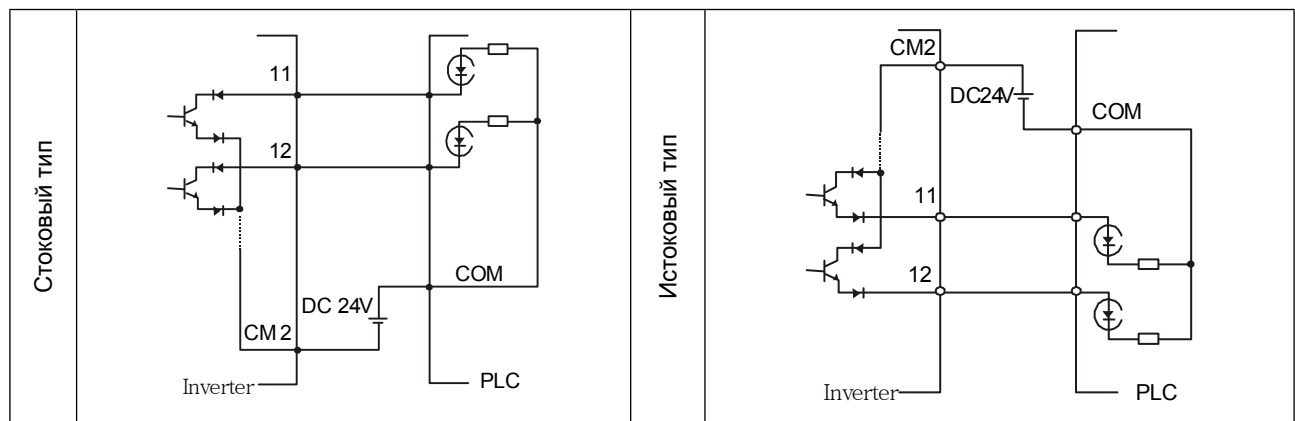 Стоковый тип
11
12
COM
DC 24V
CM 2
Inverter
PLC
Истоковый тип
CM2
DC24V
COM
11
12
Inverter
PLC